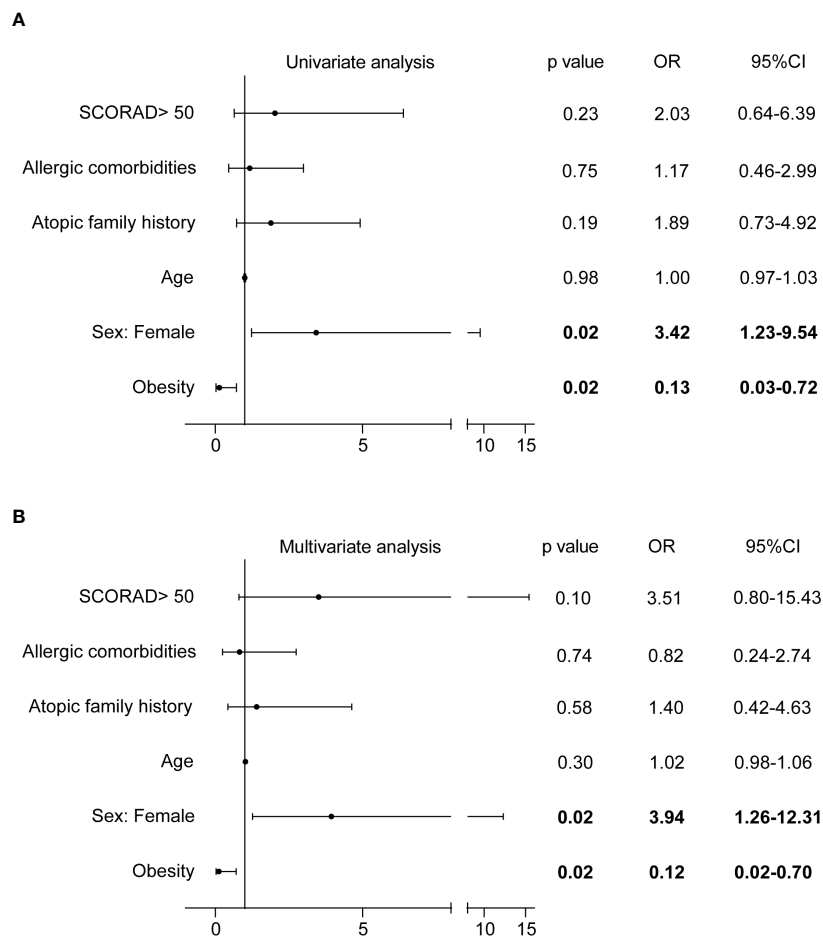 A
Univariate analysis p value OR 95%CI
SCORAD> 50 0.23 2.03 0.64-6.39
Allergic comorbidities 0.75 1.17 0.46-2.99
Atopic family history 0.19 1.89 0.73-4.92
Age 0.98 1.00 0.97-1.03
Sex: Female 0.02 3.42 1.23-9.54
Obesity 0.02 0.13 0.03-0.72
0 5 10 15
B
Multivariate analysis p value OR 95%CI
SCORAD> 50 0.10 3.51 0.80-15.43
Allergic comorbidities 0.74 0.82 0.24-2.74
Atopic family history 0.58 1.40 0.42-4.63
Age 0.30 1.02 0.98-1.06
Sex: Female 0.02 3.94 1.26-12.31
Obesity 0.02 0.12 0.02-0.70
0 5 10 15